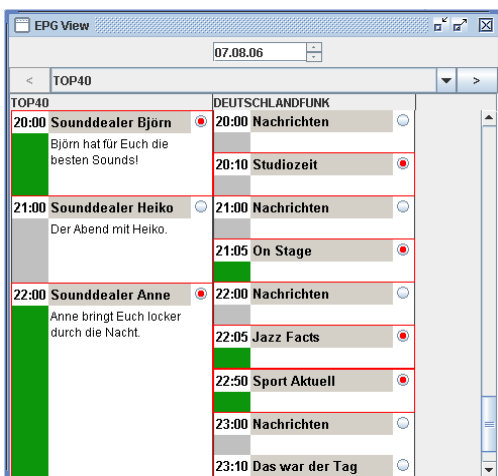 EPG View
07.08.06
< TOP40 >
TOP40
20:00 Sounddealer Björn
Björn hat für Euch die
besten Sounds!
21:00 Sounddealer Heiko
Der Abend mit Heiko.
22:00 Sounddealer Anne
Anne bringt Euch locker
durch die Nacht.
DEUTSCHLANDFUNK
20:00 Nachrichten
20:10 Studiozeit
21:00 Nachrichten
21:05 On Stage
22:00 Nachrichten
22:05 Jazz Facts
22:50 Sport Aktuell
23:00 Nachrichten
23:10 Das war der Tag